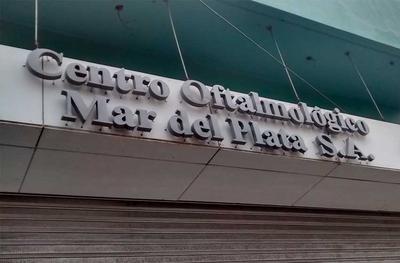 Centro Oftalmológico
Mar del Plata S.A.